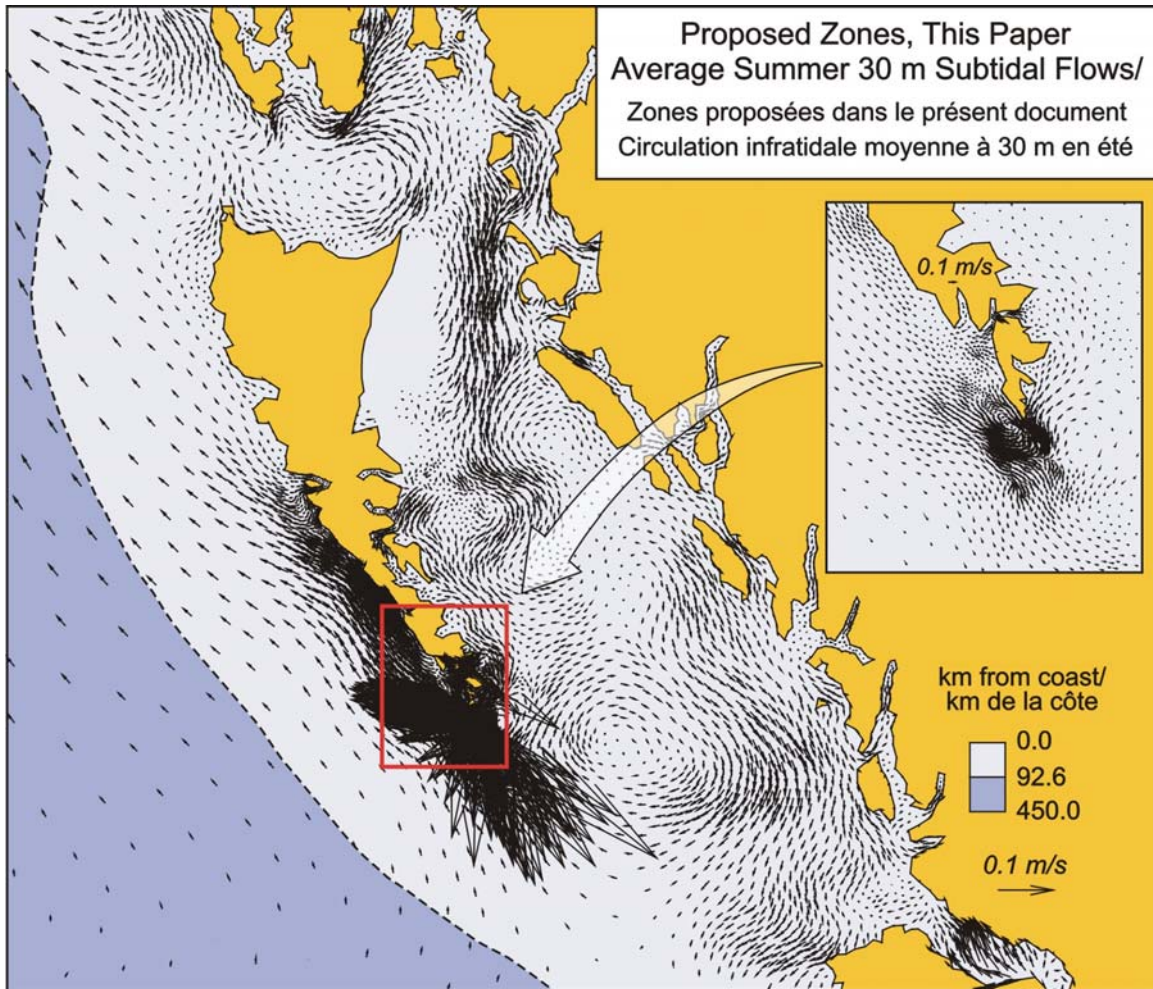 Proposed Zones, This Paper
Average Summer 30 m Subtidal Flows/
Zones proposées dans le présent document
Circulation infratidale moyenne à 30 m en été
0.1 m/s
km from coast/
km de la côte
0.0
92.6
450.0
0.1 m/s